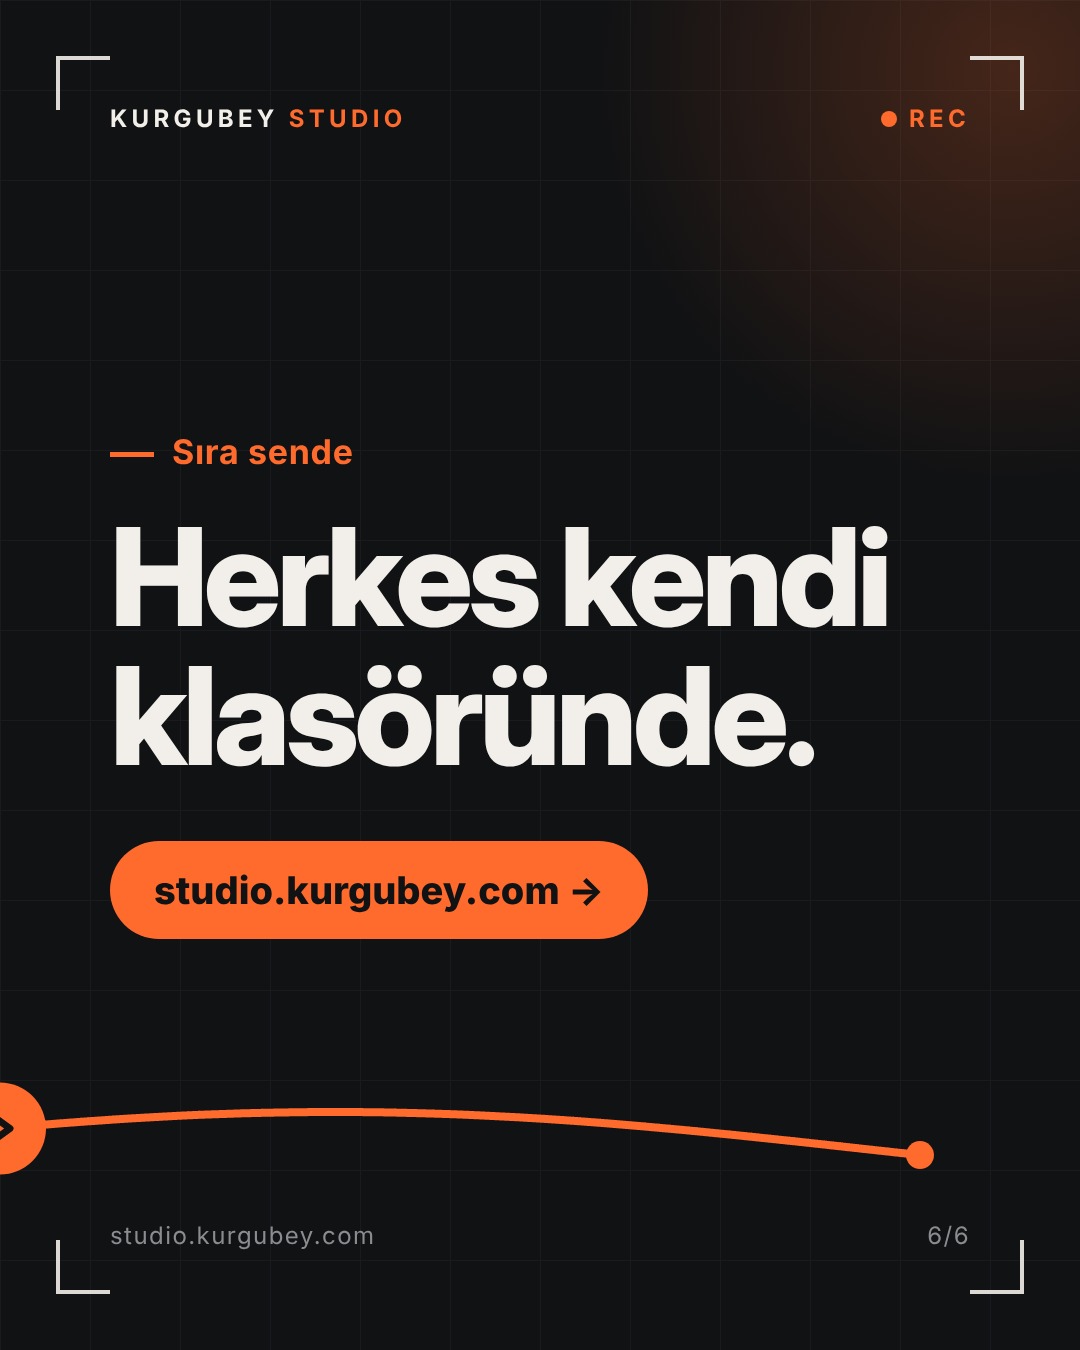 KURGUBEY STUDIO
REC
Sıra sende
Herkes kendi
klasöründe.
studio.kurgubey.com →
studio.kurgubey.com
6/6